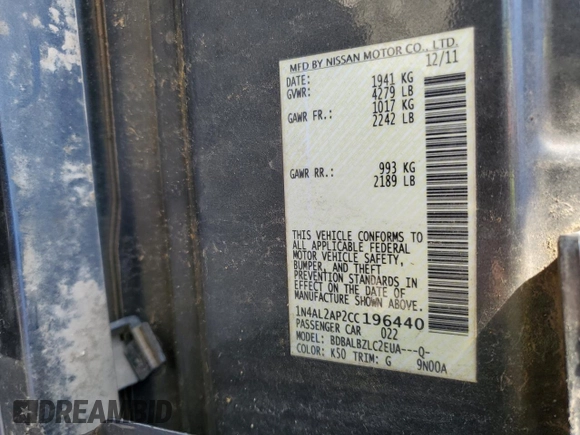 MFD BY NISSAN MOTOR CO., LTD.
DATE: 12/11
GVWR: 1941 KG
4279 LB
GAWR FR.: 1017 KG
2242 LB
GAWR RR.: 993 KG
2189 LB
THIS VEHICLE CONFORMS TO
ALL APPLICABLE FEDERAL
MOTOR VEHICLE SAFETY,
BUMPER, AND THEFT
PREVENTION STANDARDS IN
EFFECT ON THE DATE OF
MANUFACTURE SHOWN ABOVE.
1N4AL2AP2CC196440
PASSENGER CAR 022
MODEL: BDBALBZLC2EUA---Q-
COLOR: K50 TRIM: G 9N00A
DREAMBID